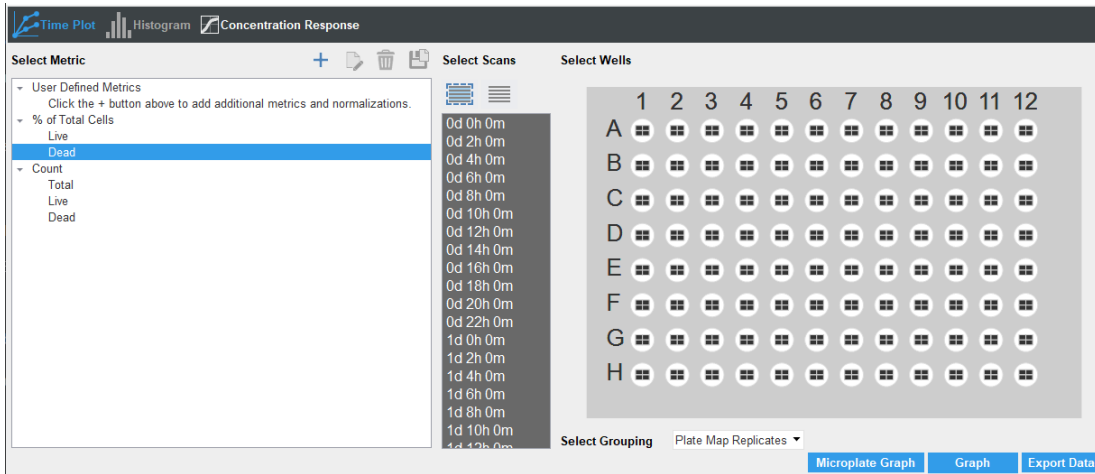 Time Plot Histogram Concentration Response
Select Metric
User Defined Metrics
Click the + button above to add additional metrics and normalizations.
% of Total Cells
Live
Dead
Count
Total
Live
Dead
Select Scans
0d 0h 0m
0d 2h 0m
0d 4h 0m
0d 6h 0m
0d 8h 0m
0d 10h 0m
0d 12h 0m
0d 14h 0m
0d 16h 0m
0d 18h 0m
0d 20h 0m
0d 22h 0m
1d 0h 0m
1d 2h 0m
1d 4h 0m
1d 6h 0m
1d 8h 0m
1d 10h 0m
1d 12h 0m
Select Wells
1 2 3 4 5 6 7 8 9 10 11 12
A
B
C
D
E
F
G
H
Select Grouping Plate Map Replicates
Microplate Graph Graph Export Data